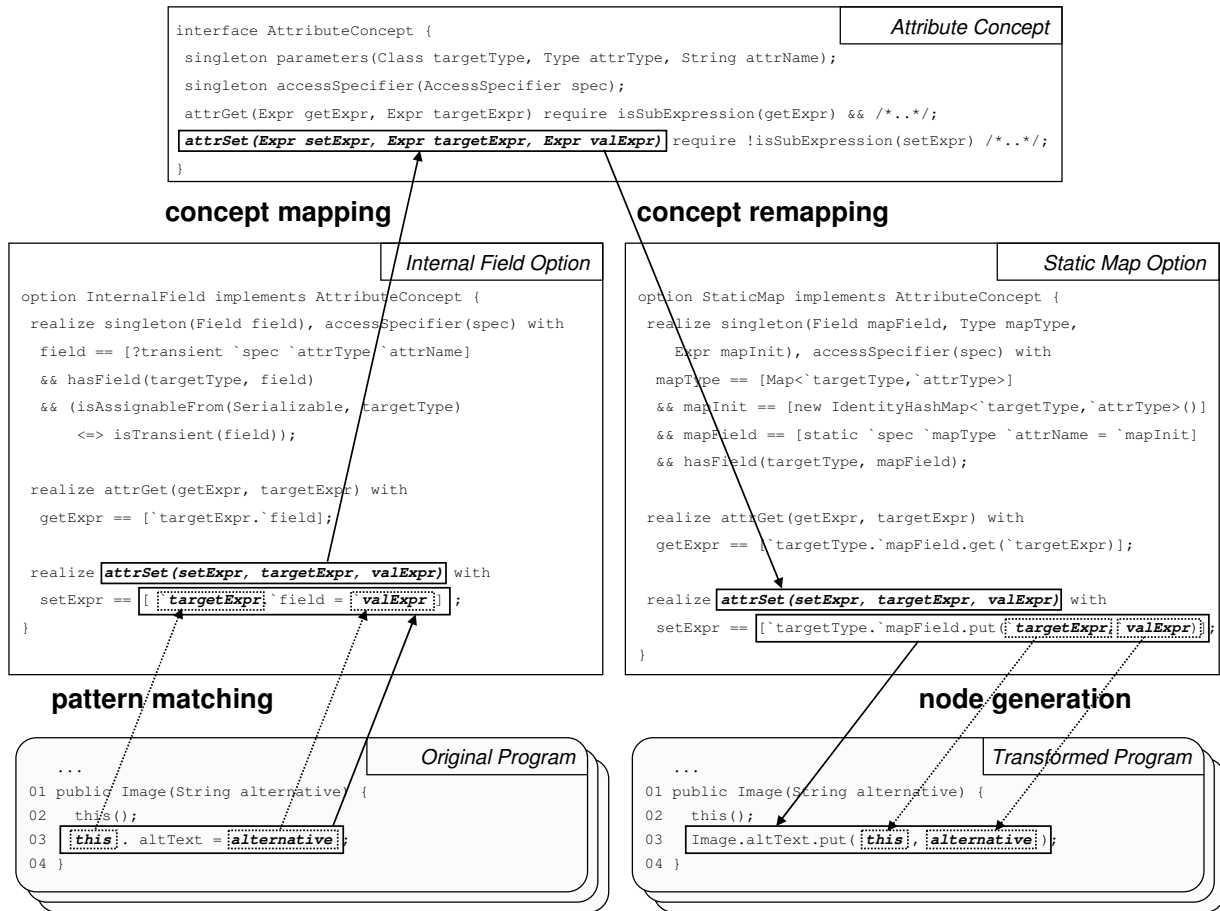 Attribute Concept
interface AttributeConcept {
singleton parameters(Class targetType, Type attrType, String attrName);
singleton accessSpecifier(AccessSpecifier spec);
attrGet(Expr getExpr, Expr targetExpr) require isSubExpression(getExpr) && /*..*/;
attrSet(Expr setExpr, Expr targetExpr, Expr valExpr) require !isSubExpression(setExpr) /*..*/;
}
concept mapping
concept remapping
Internal Field Option
option InternalField implements AttributeConcept {
realize singleton(Field field), accessSpecifier(spec) with
field == [?transient `spec `attrType `attrName]
&& hasField(targetType, field)
&& (isAssignableFrom(Serializable, targetType)
<=> isTransient(field));
realize attrGet(getExpr, targetExpr) with
getExpr == [`targetExpr.`field];
realize attrSet(setExpr, targetExpr, valExpr) with
setExpr == [ `targetExpr.`field = `valExpr ] ;
}
Static Map Option
option StaticMap implements AttributeConcept {
realize singleton(Field mapField, Type mapType,
Expr mapInit), accessSpecifier(spec) with
mapType == [Map<`targetType,`attrType>]
&& mapInit == [new IdentityHashMap<`targetType,`attrType>()]
&& mapField == [static `spec `mapType `attrName = `mapInit]
&& hasField(targetType, mapField);
realize attrGet(getExpr, targetExpr) with
getExpr == [`targetType.`mapField.get(`targetExpr)];
realize attrSet(setExpr, targetExpr, valExpr) with
setExpr == [`targetType.`mapField.put(`targetExpr,`valExpr)];
}
pattern matching
node generation
Original Program
...
01 public Image(String alternative) {
02 this();
03 this . altText = alternative;
04 }
Transformed Program
...
01 public Image(String alternative) {
02 this();
03 Image.altText.put( this , alternative );
04 }